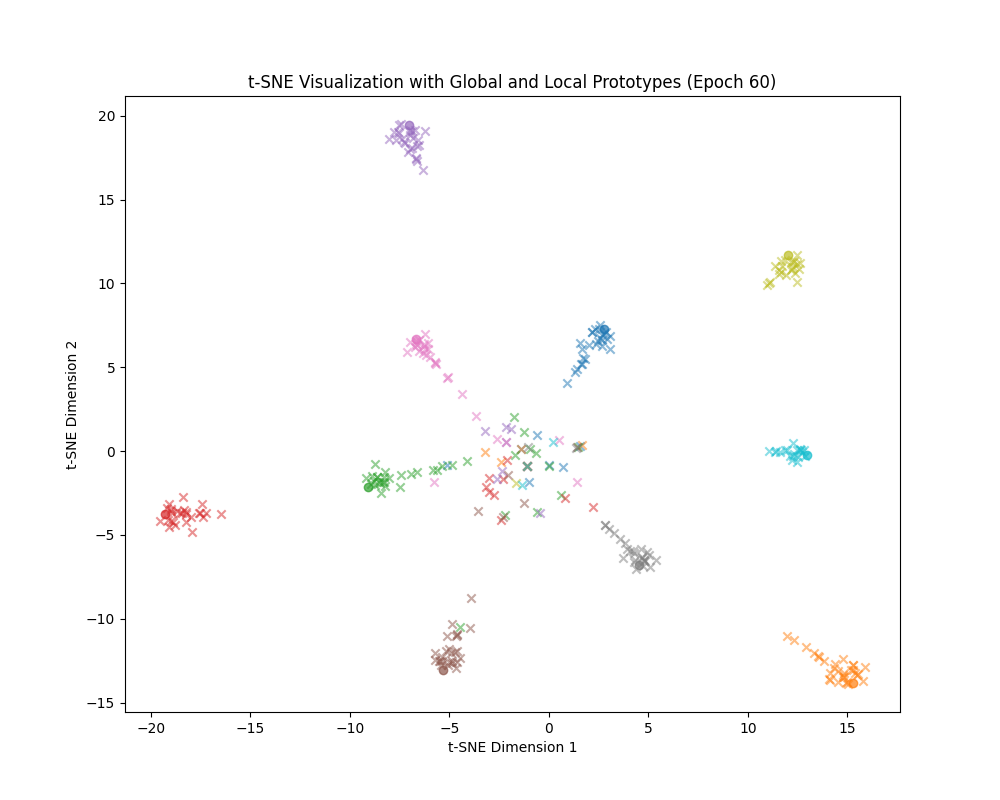 t-SNE Visualization with Global and Local Prototypes (Epoch 60)
20
15
10
5
0
−5
−10
−15
t-SNE Dimension 2
−20 −15 −10 −5 0 5 10 15
t-SNE Dimension 1